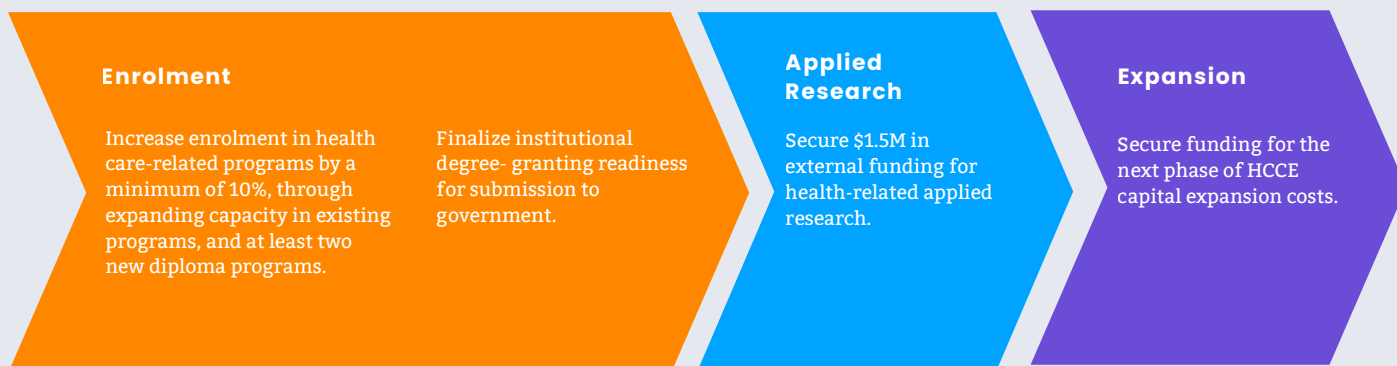 Enrolment
Increase enrolment in health
care-related programs by a
minimum of 10%, through
expanding capacity in existing
programs, and at least two
new diploma programs.
Finalize institutional
degree- granting readiness
for submission to
government.
Applied
Research
Secure $1.5M in
external funding for
health-related applied
research.
Expansion
Secure funding for the
next phase of HCCE
capital expansion costs.